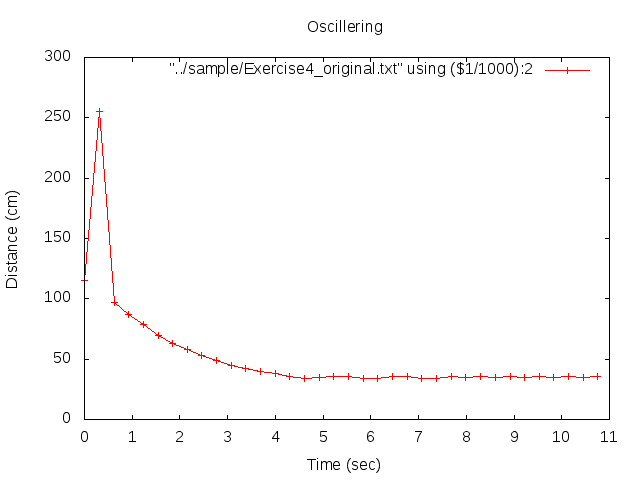 Oscillering
300
"../sample/Exercise4_original.txt" using ($1/1000):2
250
200
150
100
50
0
Distance (cm)
0 1 2 3 4 5 6 7 8 9 10 11
Time (sec)